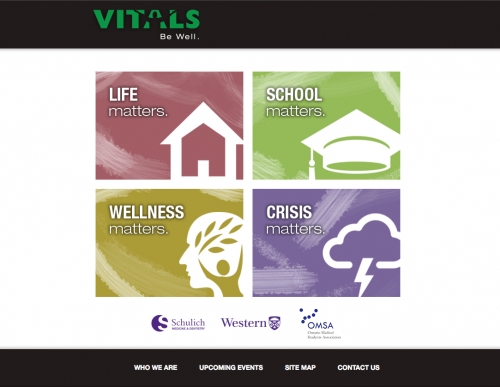 VITALS
Be Well.
LIFE
matters.
SCHOOL
matters.
WELLNESS
matters.
CRISIS
matters.
Schulich
MEDICINE & DENTISTRY
Western
OMSA
Ontario Medical
Students Association
WHO WE ARE UPCOMING EVENTS SITE MAP CONTACT US